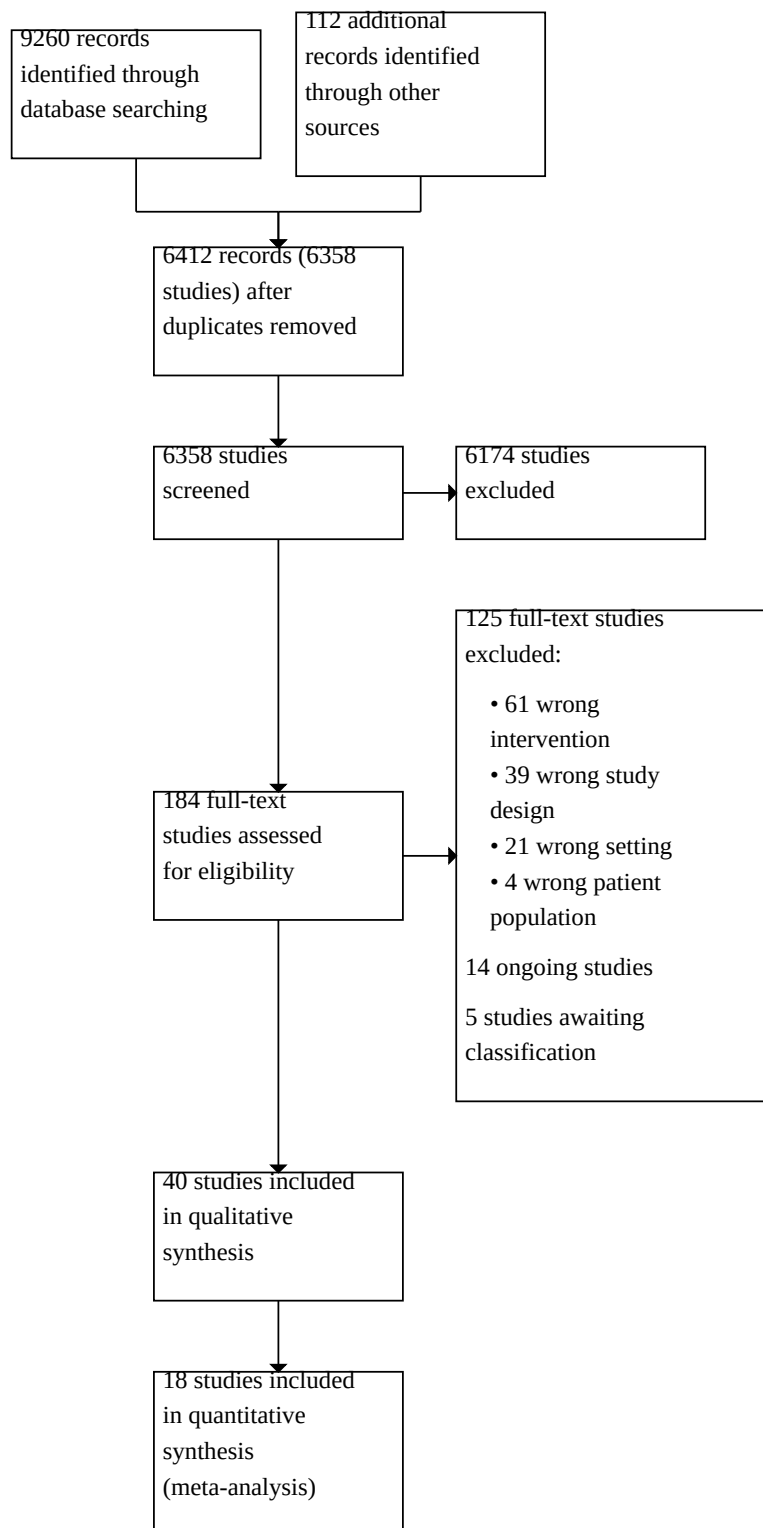 9260 records
identified through
database searching
112 additional
records identified
through other
sources
6412 records (6358
studies) after
duplicates removed
6358 studies
screened
6174 studies
excluded
125 full-text studies
excluded:
• 61 wrong
intervention
• 39 wrong study
design
• 21 wrong setting
• 4 wrong patient
population
14 ongoing studies
5 studies awaiting
classification
184 full-text
studies assessed
for eligibility
40 studies included
in qualitative
synthesis
18 studies included
in quantitative
synthesis
(meta-analysis)